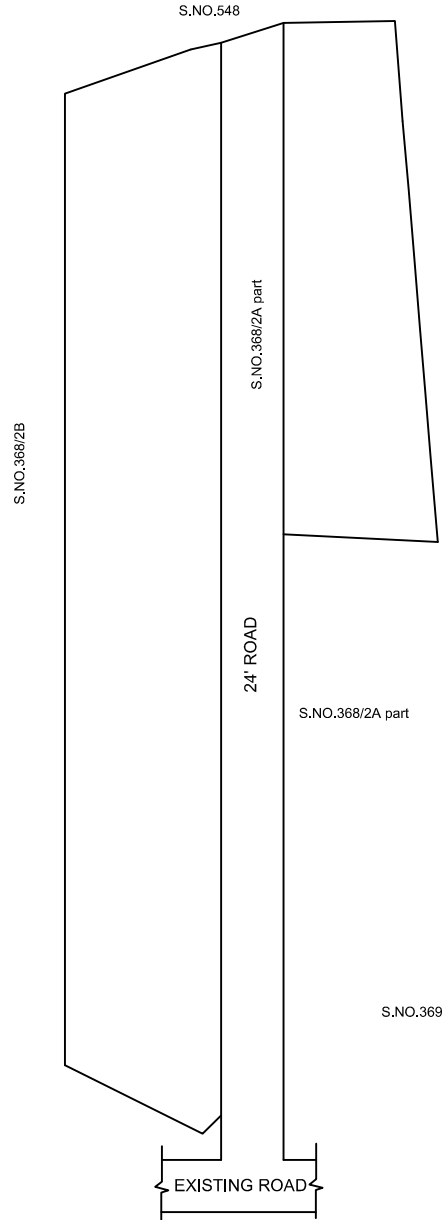 S.NO.548
S.NO.368/2A part
S.NO.368/2B
24' ROAD
S.NO.368/2A part
S.NO.369
EXISTING ROAD